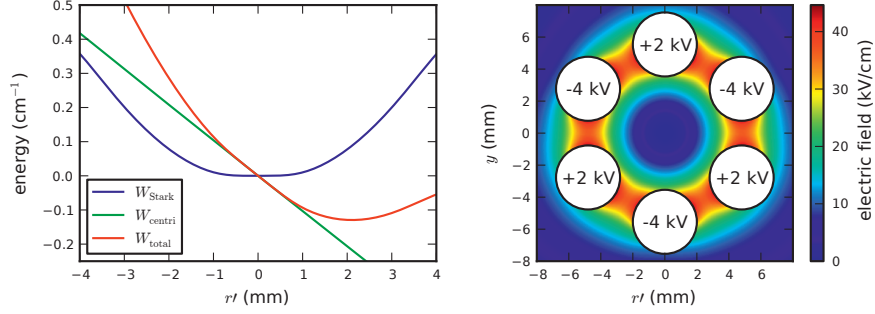 0.5
0.4
0.3
0.2
0.1
0.0
−0.1
−0.2
energy (cm⁻¹)
W_Stark
W_centri
W_total
−4 −3 −2 −1 0 1 2 3 4
r′ (mm)
8
6
4
2
0
−2
−4
−6
−8
y (mm)
+2 kV
-4 kV -4 kV
+2 kV +2 kV
-4 kV
−8 −6 −4 −2 0 2 4 6
r′ (mm)
40
30
20
10
0
electric field (kV/cm)